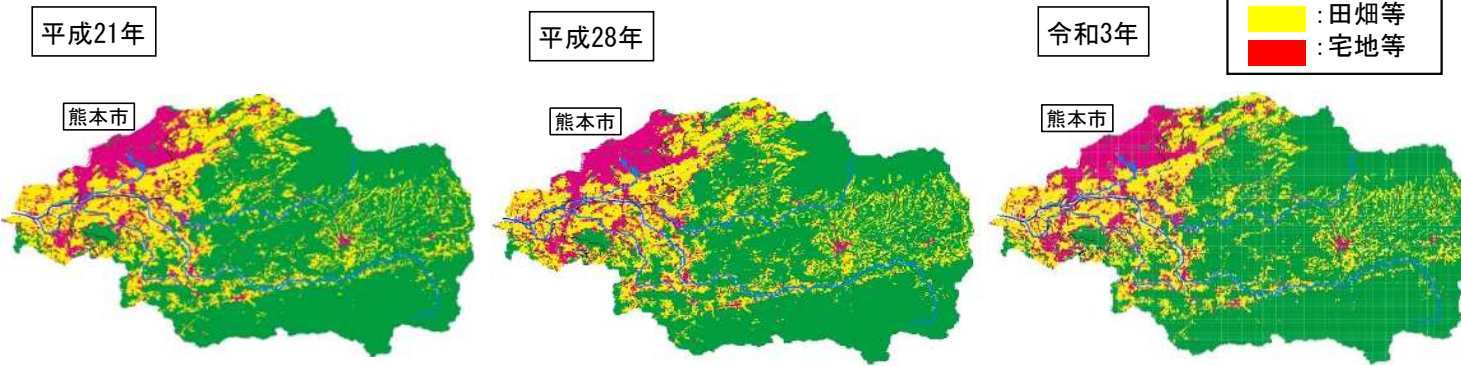 平成21年
平成28年
令和3年
：田畑等
：宅地等
熊本市
熊本市
熊本市